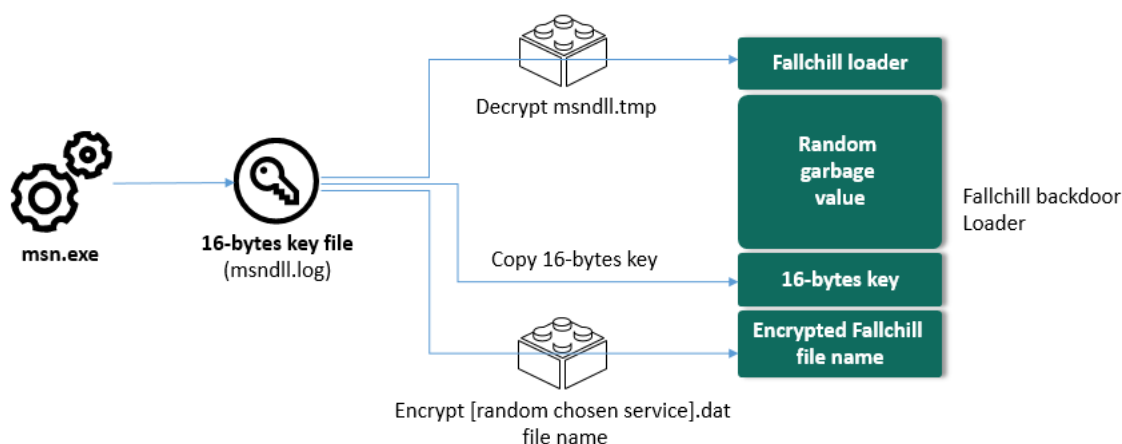 Fallchill loader
Decrypt msndll.tmp
Random
garbage
value
Fallchill backdoor
Loader
msn.exe
16-bytes key file
(msndll.log)
Copy 16-bytes key
16-bytes key
Encrypted Fallchill
file name
Encrypt [random chosen service].dat
file name